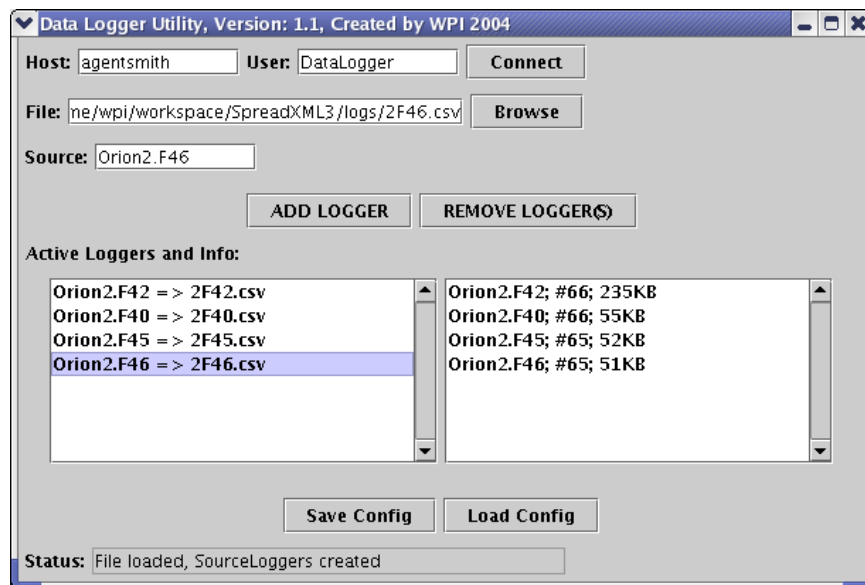 Data Logger Utility, Version: 1.1, Created by WPI 2004
Host: agentsmith User: DataLogger Connect
File: ne/wpi/workspace/SpreadXML3/logs/2F46.csv Browse
Source: Orion2.F46
ADD LOGGER REMOVE LOGGER(S)
Active Loggers and Info:
Orion2.F42 => 2F42.csv
Orion2.F40 => 2F40.csv
Orion2.F45 => 2F45.csv
Orion2.F46 => 2F46.csv
Orion2.F42; #66; 235KB
Orion2.F40; #66; 55KB
Orion2.F45; #65; 52KB
Orion2.F46; #65; 51KB
Save Config Load Config
Status: File loaded, SourceLoggers created